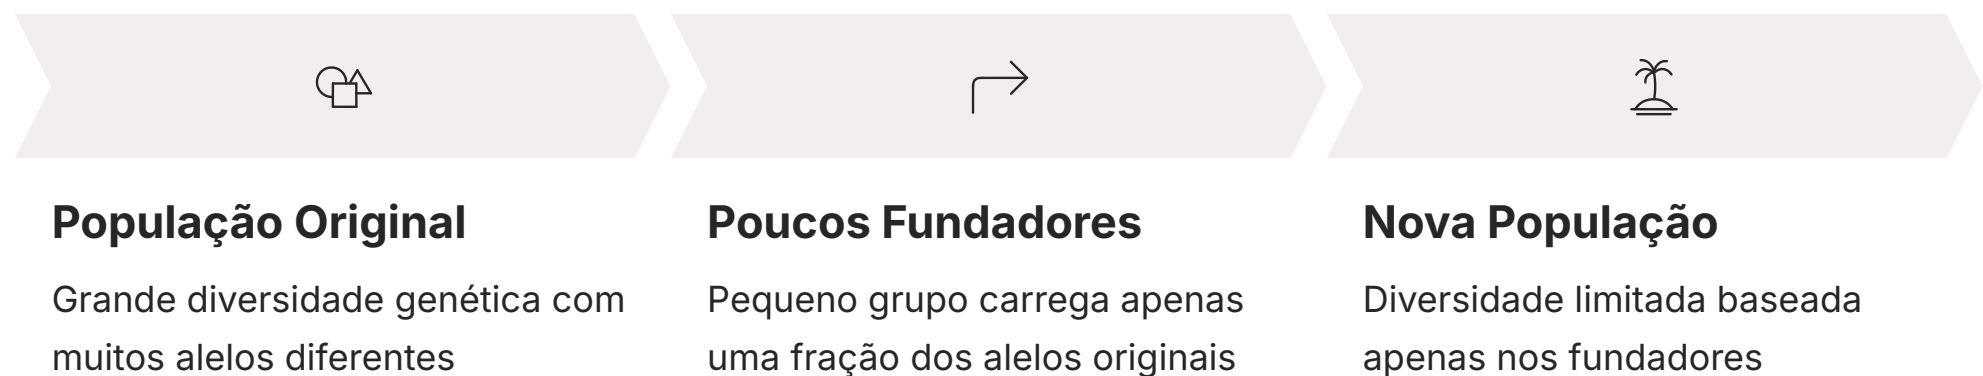 População Original
Grande diversidade genética com
muitos alelos diferentes
Poucos Fundadores
Pequeno grupo carrega apenas
uma fração dos alelos originais
Nova População
Diversidade limitada baseada
apenas nos fundadores